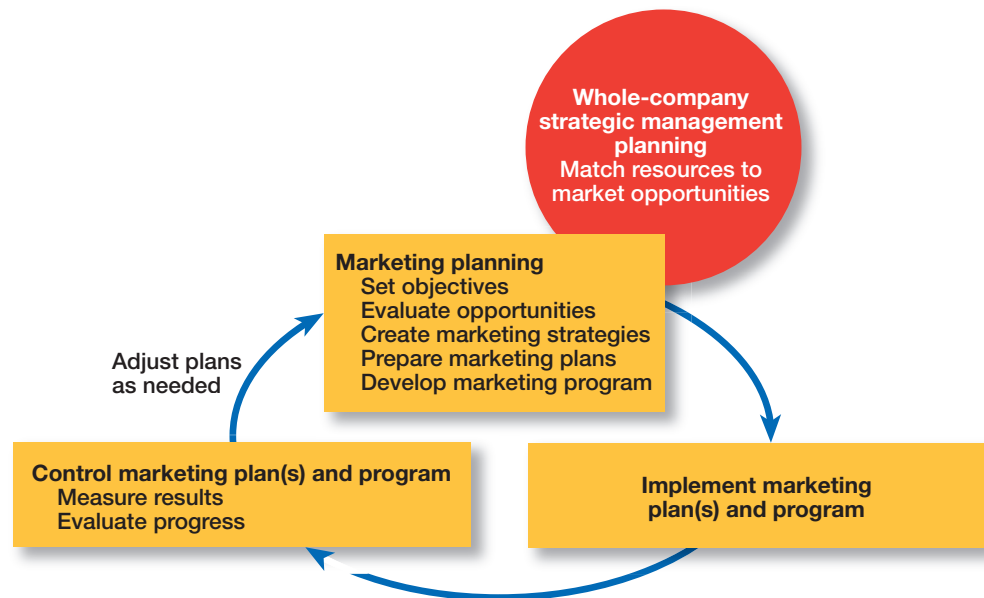 Whole-company
strategic management
planning
Match resources to
market opportunities
Marketing planning
Set objectives
Evaluate opportunities
Create marketing strategies
Prepare marketing plans
Develop marketing program
Adjust plans
as needed
Control marketing plan(s) and program
Measure results
Evaluate progress
Implement marketing
plan(s) and program